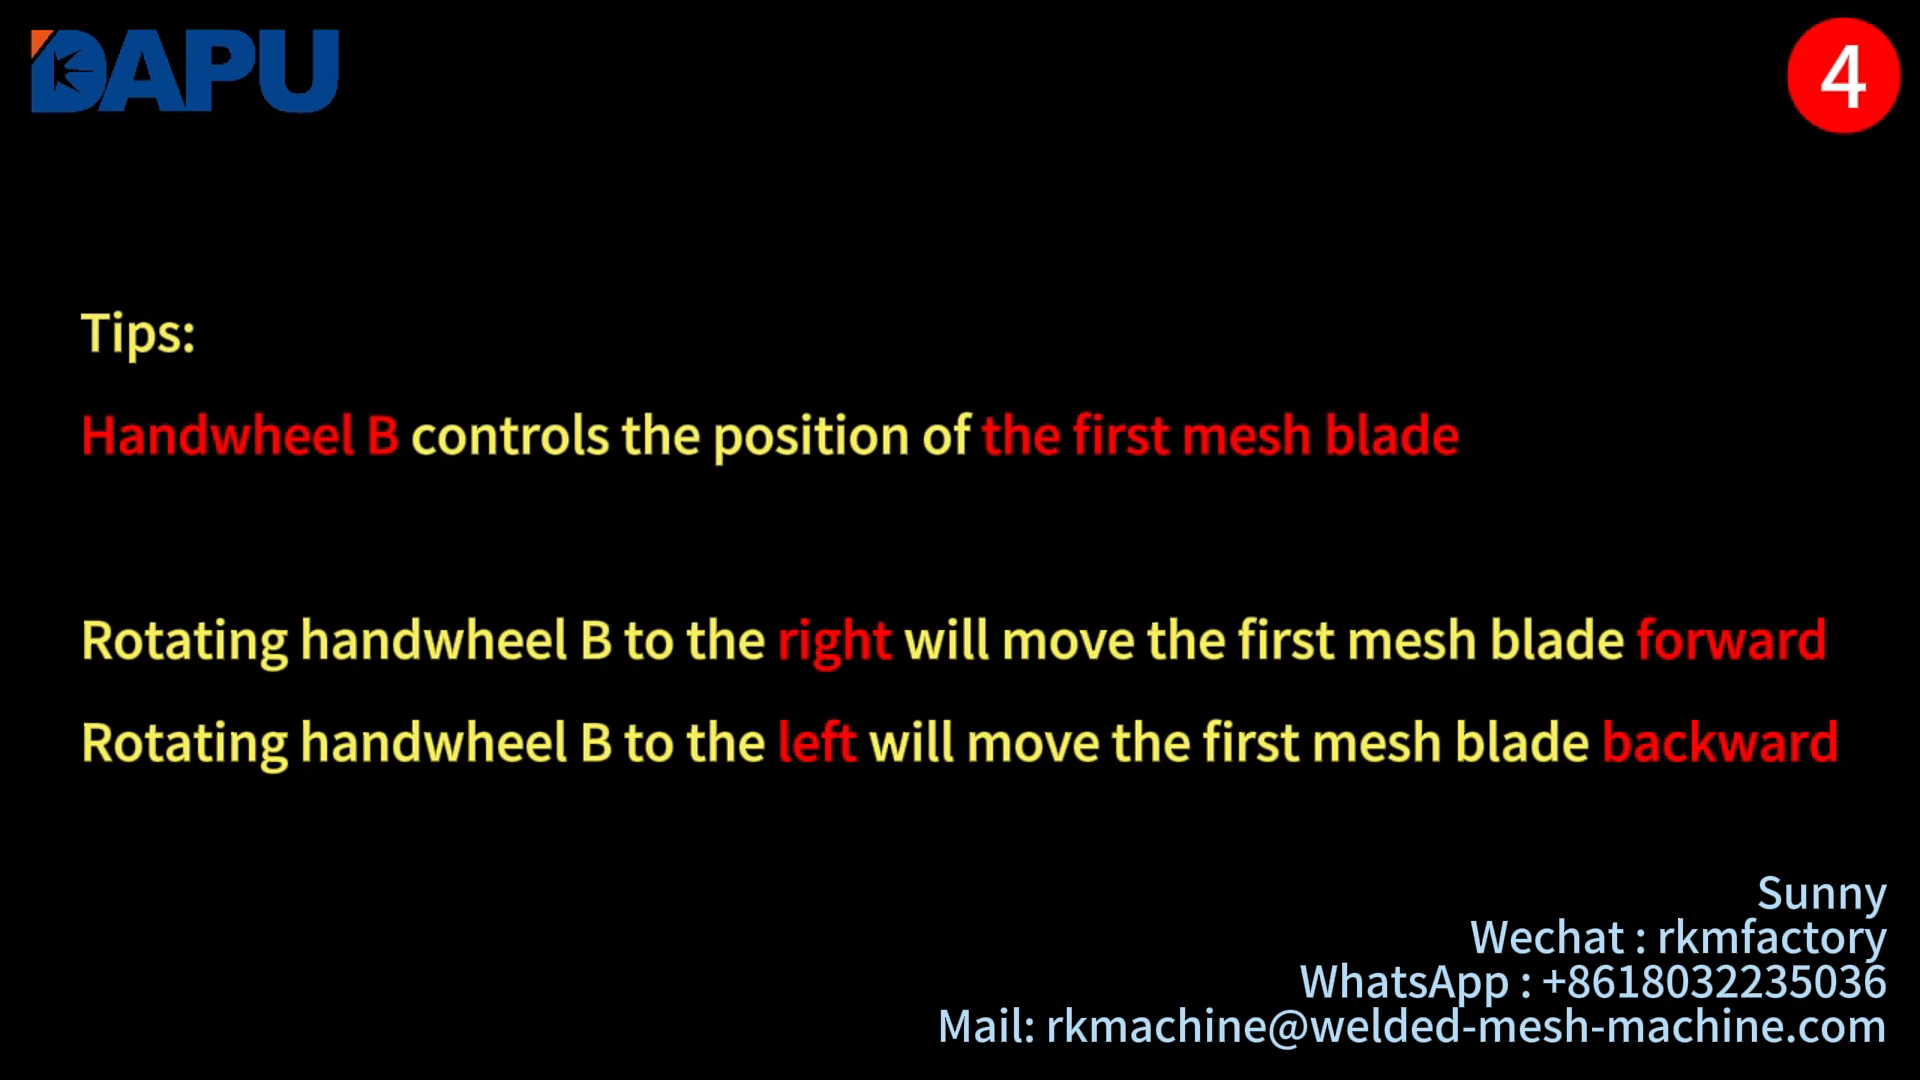 DAPU
4
Tips:
Handwheel B controls the position of the first mesh blade
Rotating handwheel B to the right will move the first mesh blade forward
Rotating handwheel B to the left will move the first mesh blade backward
Sunny
Wechat : rkmfactory
WhatsApp : +8618032235036
Mail: rkmachine@welded-mesh-machine.com